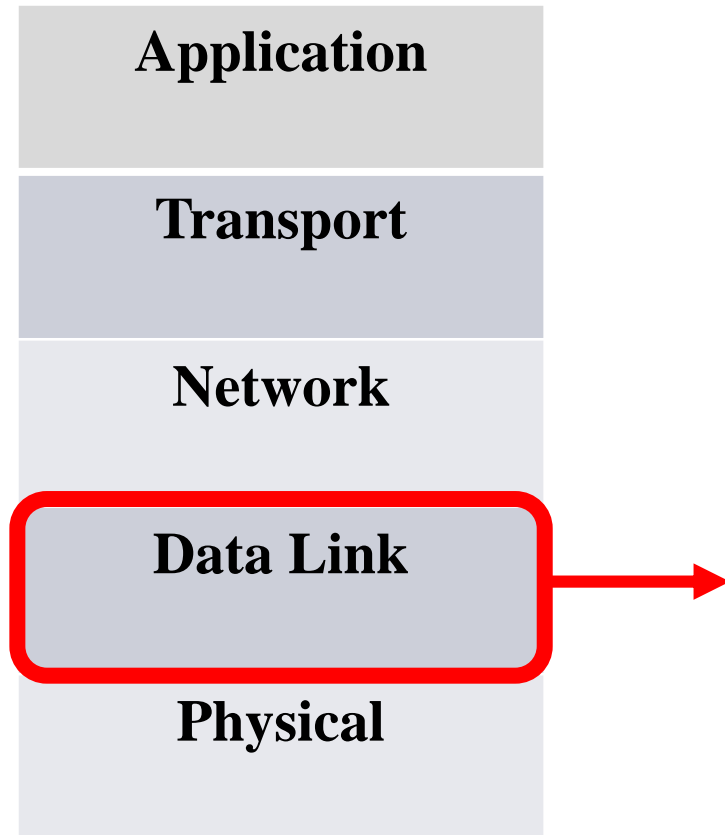 Application
Transport
Network
Data Link
Physical